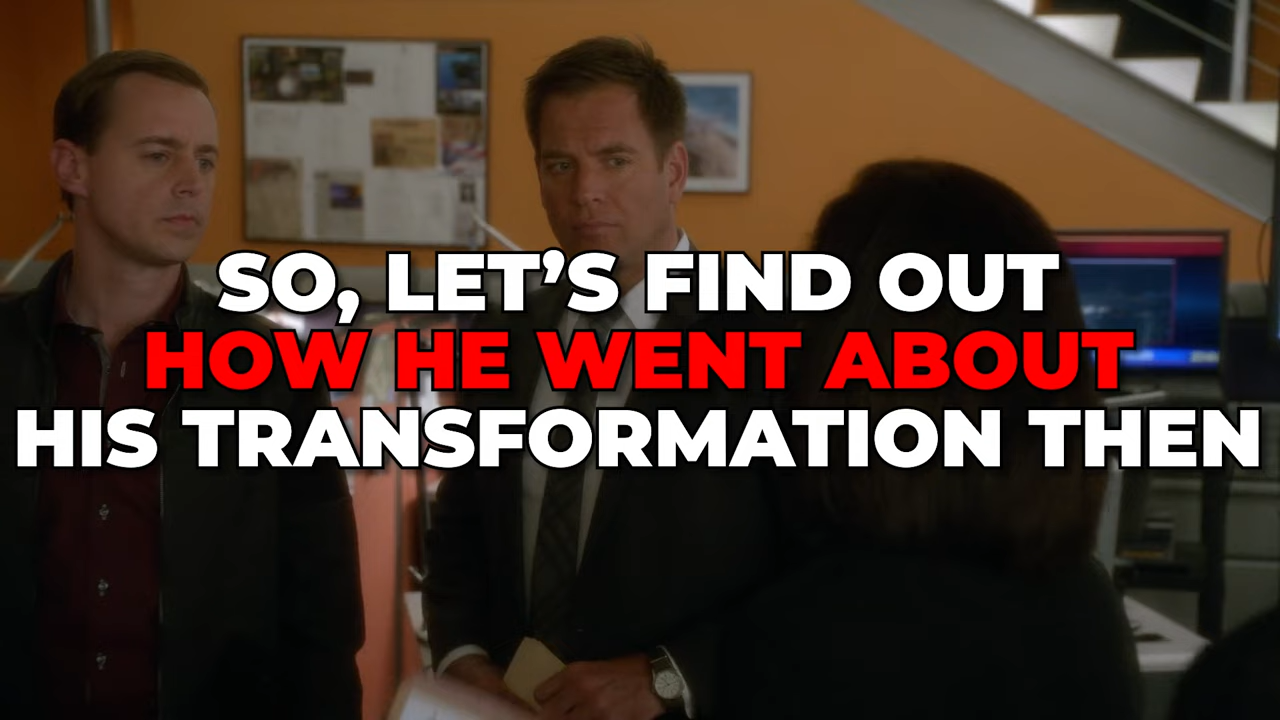 SO, LET’S FIND OUT
HOW HE WENT ABOUT
HIS TRANSFORMATION THEN